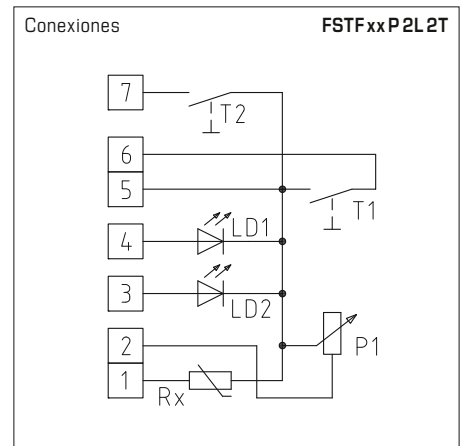 Conexiones FSTFxxP2L2T
7
T2
6
5
T1
4
LD1
3
LD2
2
P1
1
Rx